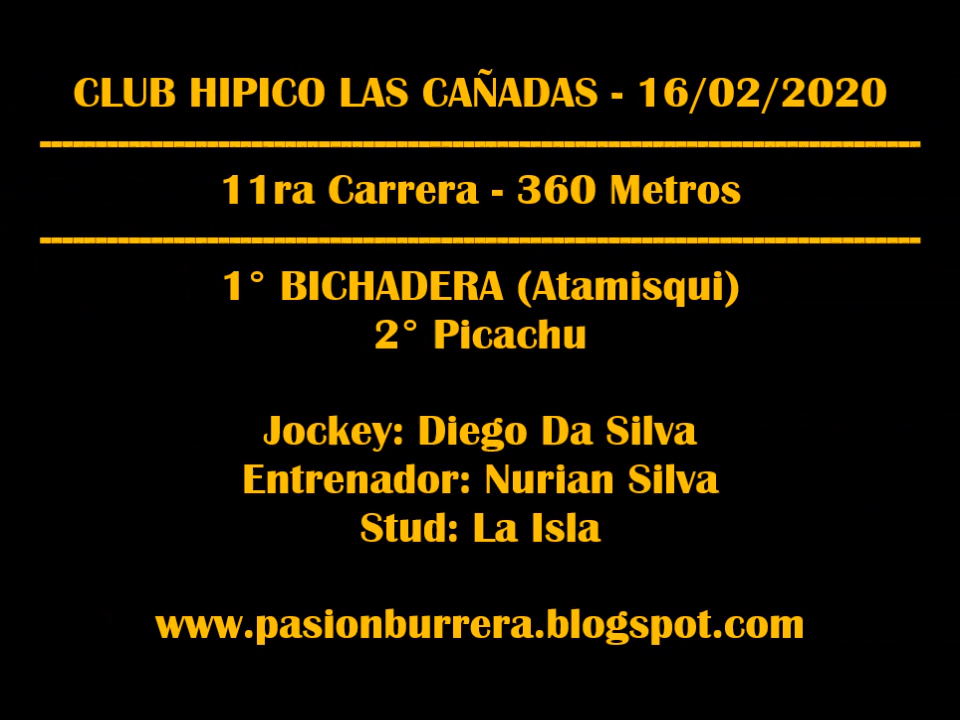 CLUB HIPICO LAS CAÑADAS - 16/02/2020
--------------------------------------------------------------------------------
11ra Carrera - 360 Metros
--------------------------------------------------------------------------------
1° BICHADERA (Atamisqui)
2° Picachu
Jockey: Diego Da Silva
Entrenador: Nurian Silva
Stud: La Isla
www.pasionburrera.blogspot.com